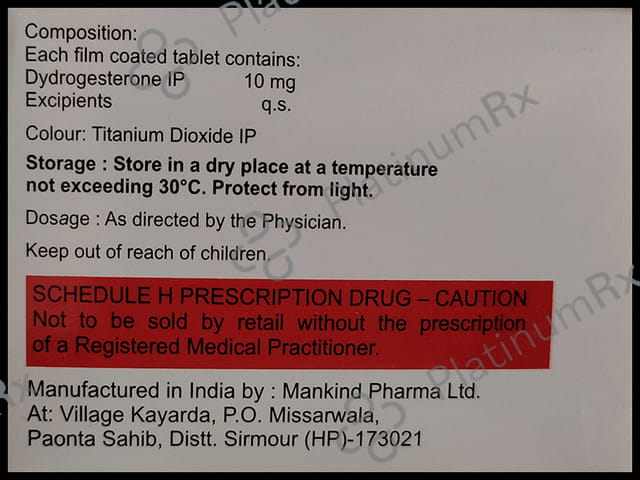 Composition:
Each film coated tablet contains:
Dydrogesterone IP 10 mg
Excipients q.s.
Colour: Titanium Dioxide IP
Storage : Store in a dry place at a temperature
not exceeding 30°C. Protect from light.
Dosage : As directed by the Physician.
Keep out of reach of children.
SCHEDULE H PRESCRIPTION DRUG – CAUTION
Not to be sold by retail without the prescription
of a Registered Medical Practitioner.
Manufactured in India by : Mankind Pharma Ltd.
At: Village Kayarda, P.O. Missarwala,
Paonta Sahib, Distt. Sirmour (HP)-173021
PlatinumRx
PlatinumRx